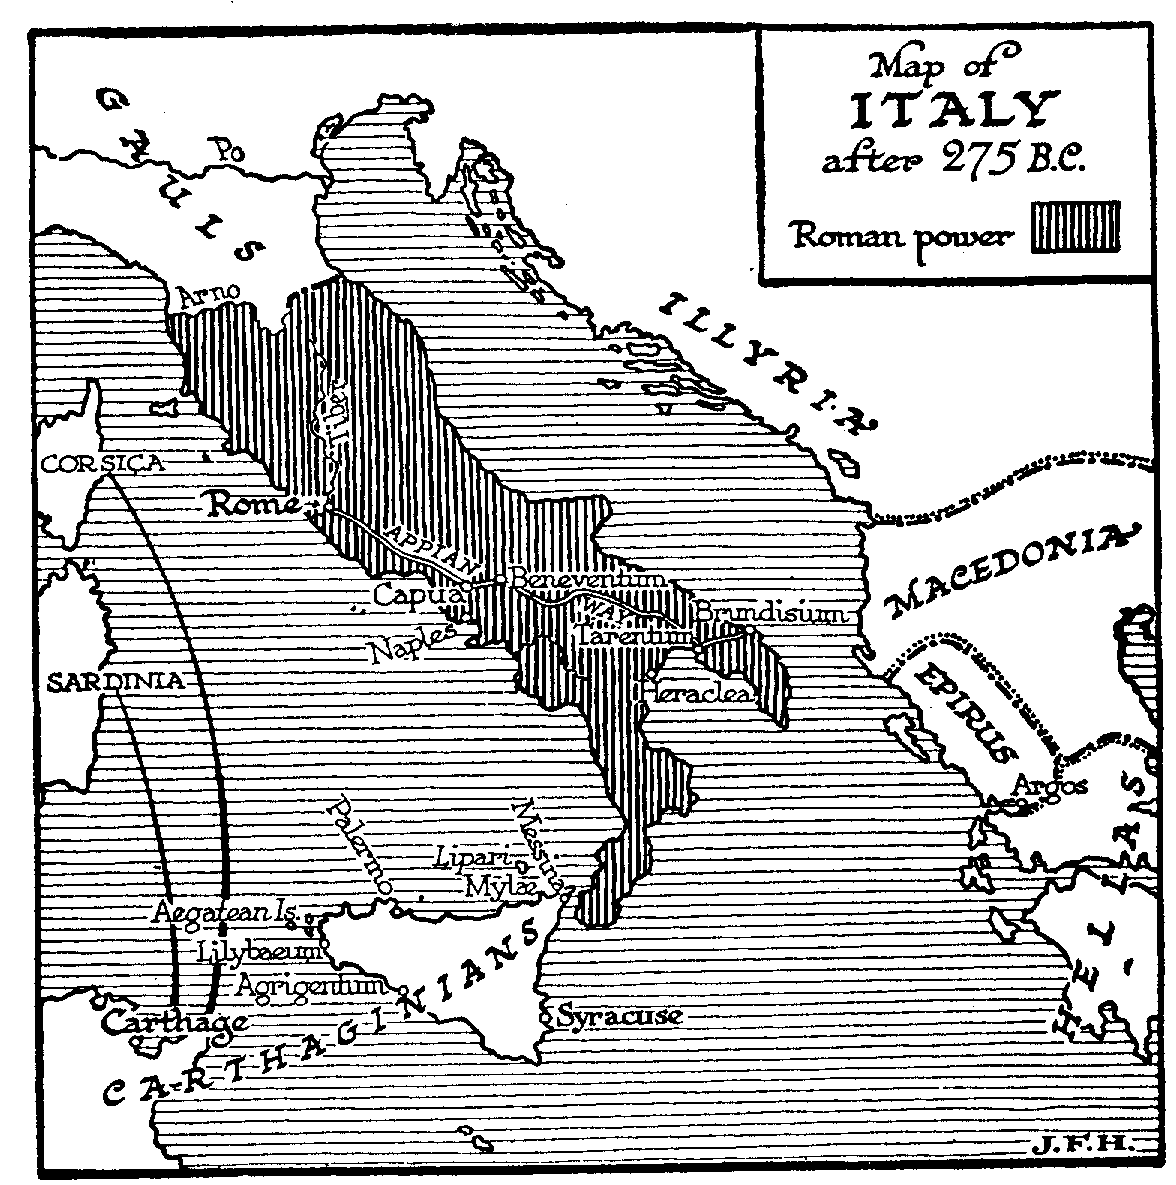 Map of
ITALY
after 275 B.C.
Roman power
GAULS
Po
Arno
ILLYRIA
Tiber
CORSICA
Rome
APPIAN WAY
MACEDONIA
Beneventum
Capua
Brundisium
Tarentum
Naples
SARDINIA
Heraclea
EPIRUS
Argos
HELLAS
Palermo
Messina
Lipari
Mylæ
Aegatean Is.
Lilybaeum
Agrigentum
Syracuse
Carthage
CARTHAGINIANS
J.F.H.